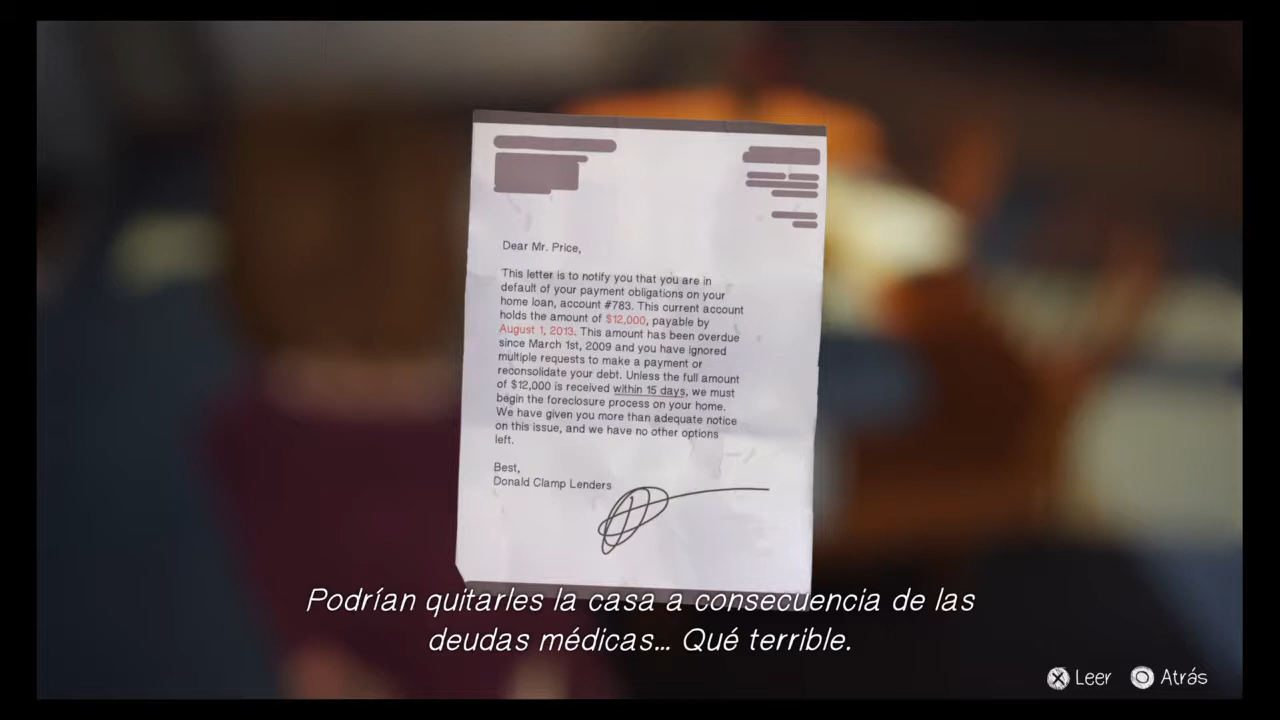 Dear Mr. Price,
This letter is to notify you that you are in
default of your payment obligations on your
home loan, account #783. This current account
holds the amount of $12,000, payable by
August 1, 2013. This amount has been overdue
since March 1st, 2009 and you have ignored
multiple requests to make a payment or
reconsolidate your debt. Unless the full amount
of $12,000 is received within 15 days, we must
begin the foreclosure process on your home.
We have given you more than adequate notice
on this issue, and we have no other options
left.
Best,
Donald Clamp Lenders
Podrían quitarles la casa a consecuencia de las
deudas médicas... Qué terrible.
Leer Atrás